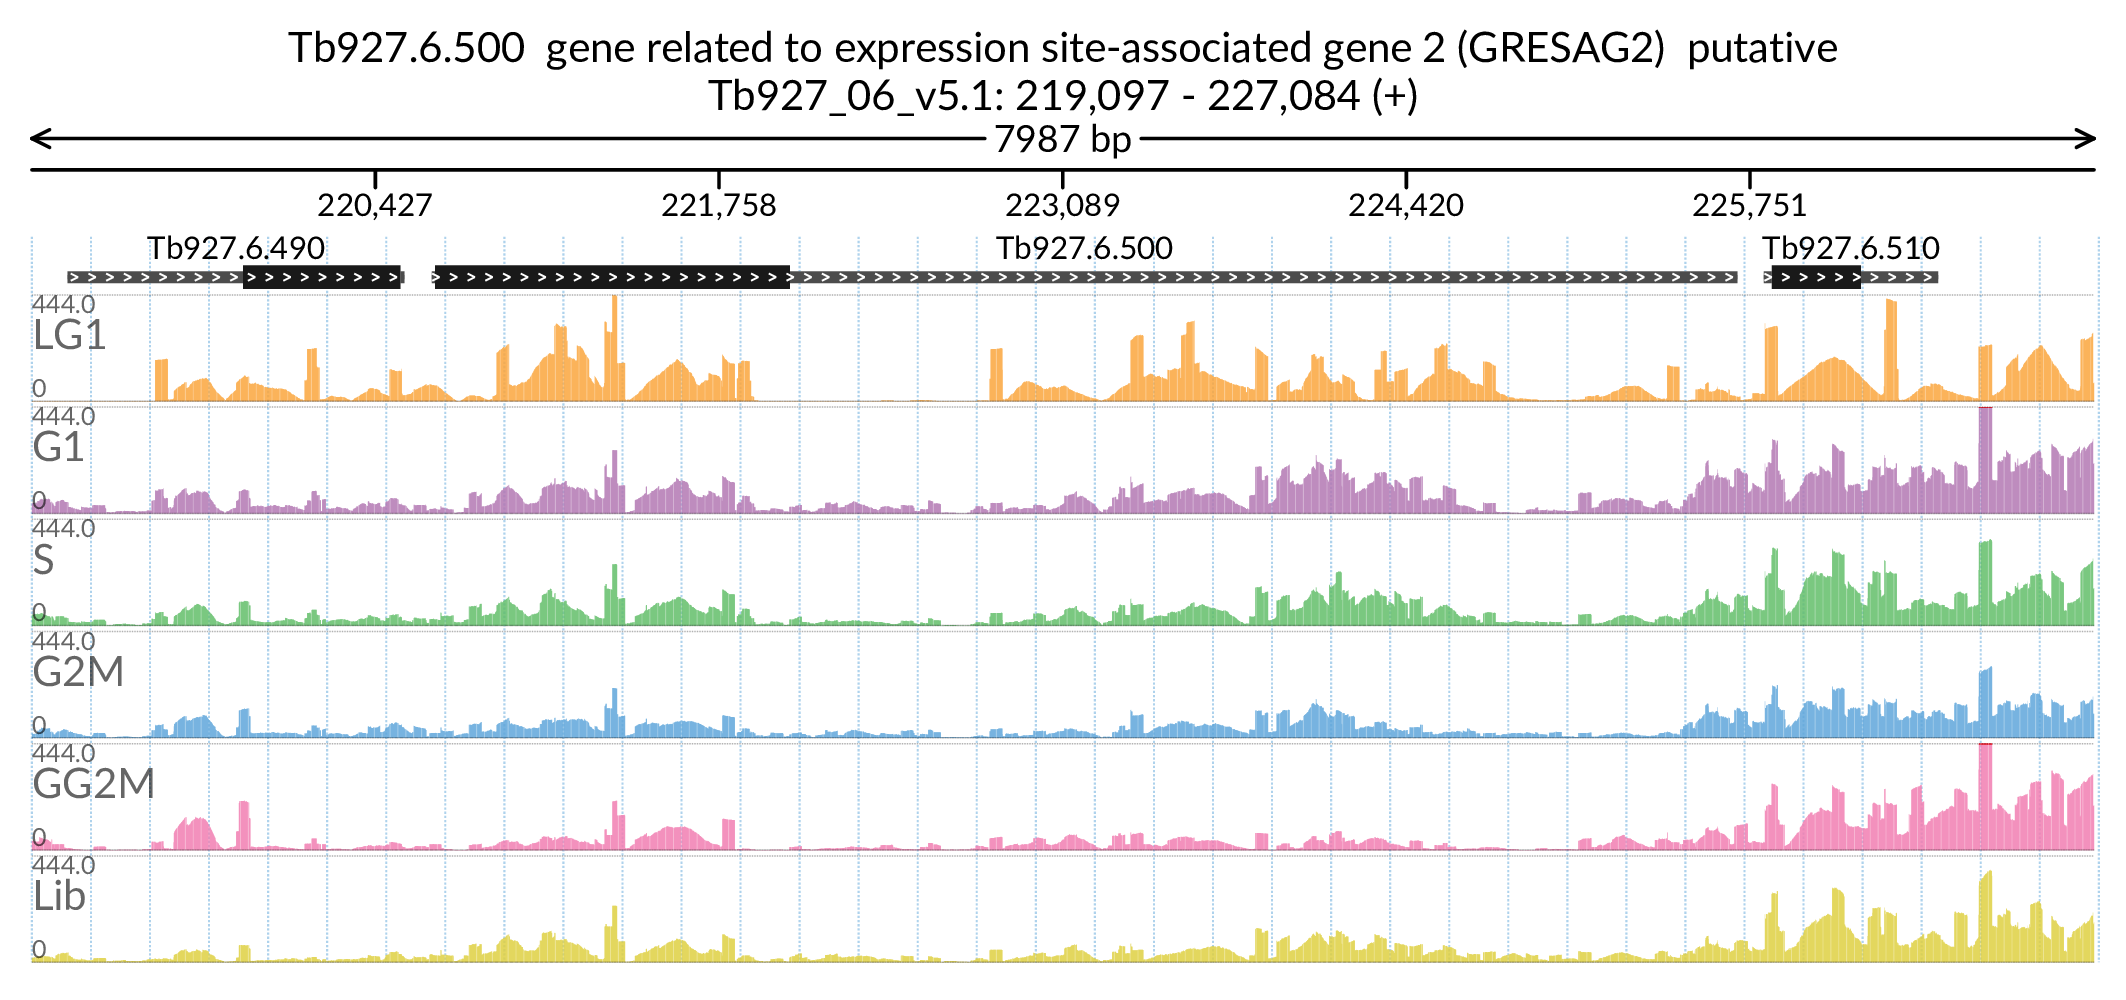 Tb927.6.500  gene related to expression site-associated gene 2 (GRESAG2)  putative
Tb927_06_v5.1: 219,097 - 227,084 (+)
7987 bp
220,427 221,758 223,089 224,420 225,751
Tb927.6.490 Tb927.6.500 Tb927.6.510
444.0
LG1
0
444.0
G1
0
444.0
S
0
444.0
G2M
0
444.0
GG2M
0
444.0
Lib
0